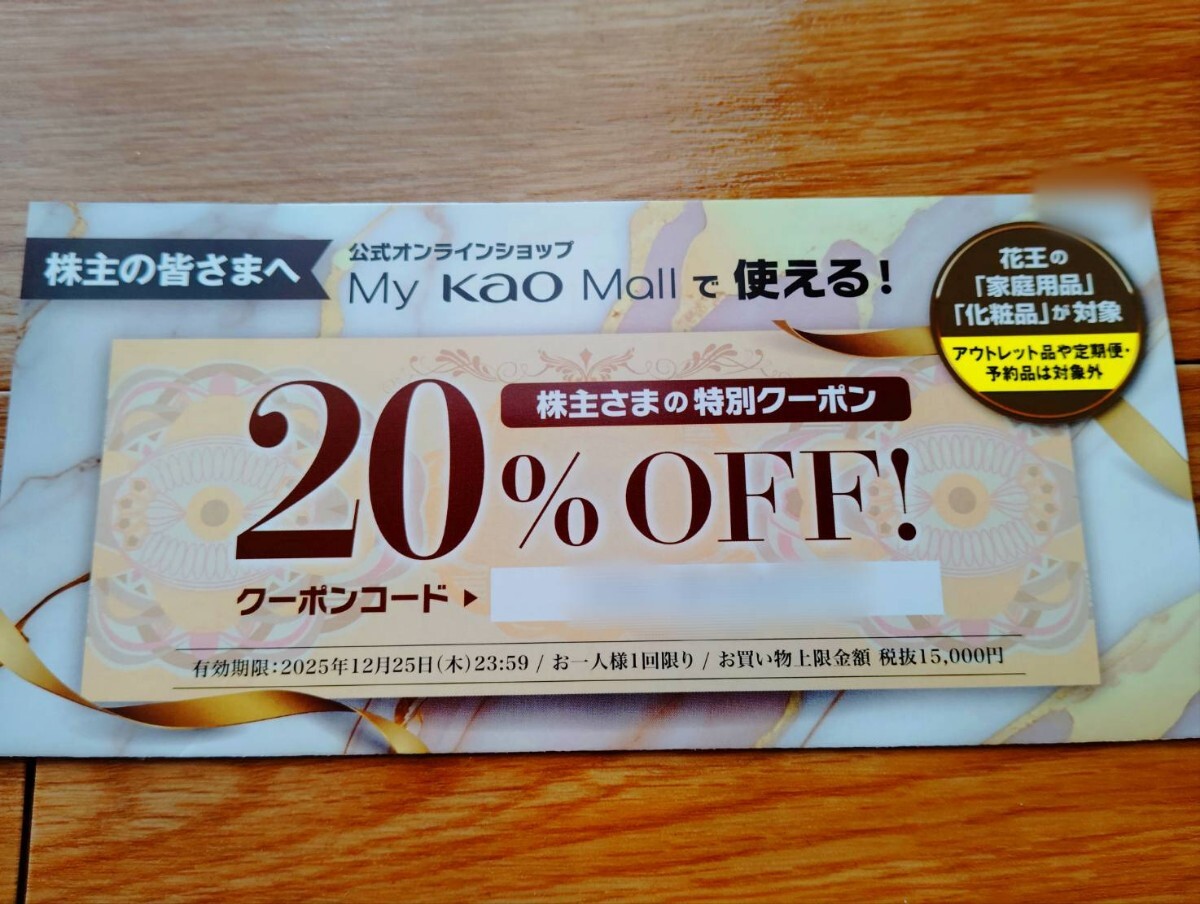 株主の皆さまへ
公式オンラインショップ
My Kao Mall で 使える!
花王の
「家庭用品」
「化粧品」が対象
アウトレット品や定期便・
予約品は対象外
株主さまの特別クーポン
20% OFF!
クーポンコード▶
有効期限:2025年12月25日(木)23:59 / お一人様1回限り / お買い物上限金額 税抜15,000円